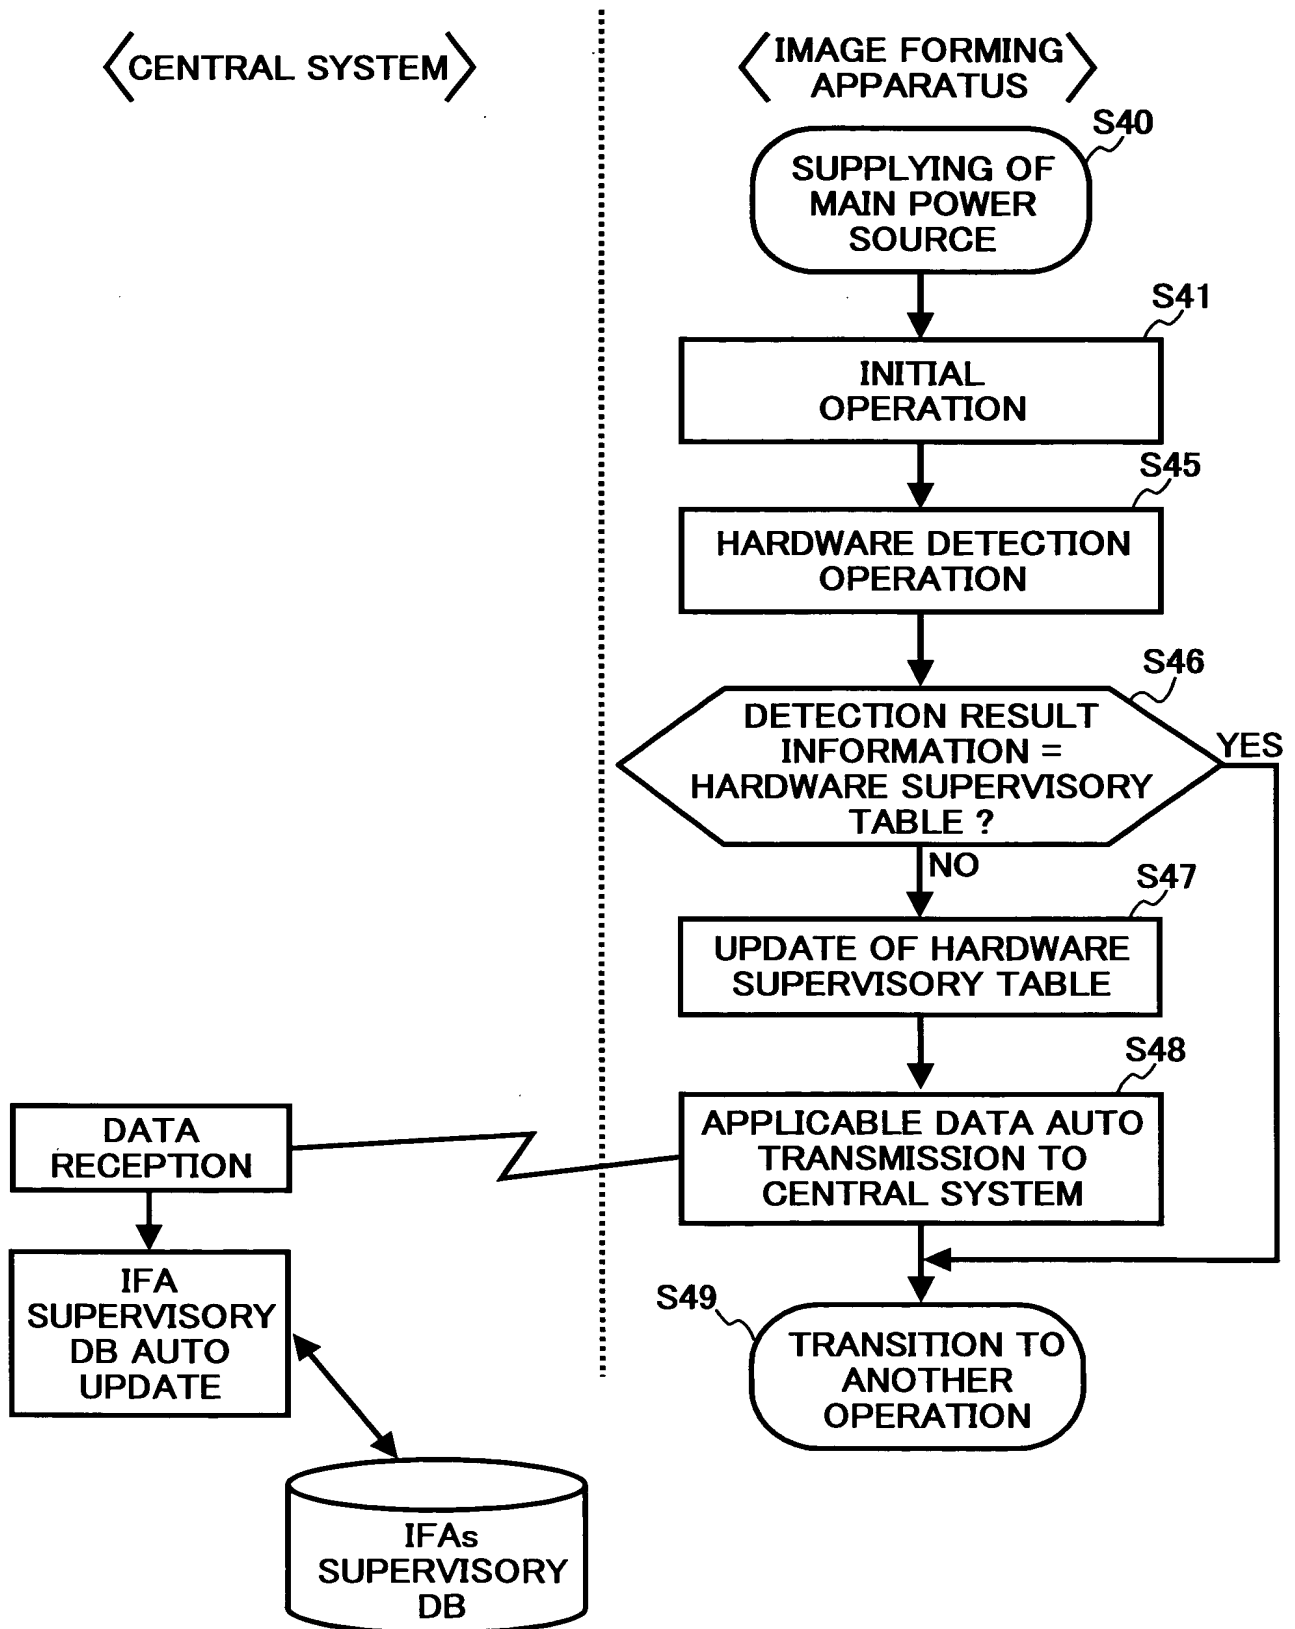 CENTRAL SYSTEM
IMAGE FORMING
APPARATUS
S40
SUPPLYING OF
MAIN POWER
SOURCE
S41
INITIAL
OPERATION
S45
HARDWARE DETECTION
OPERATION
S46
DETECTION RESULT
INFORMATION =
HARDWARE SUPERVISORY
TABLE ?
YES
NO
S47
UPDATE OF HARDWARE
SUPERVISORY TABLE
S48
APPLICABLE DATA AUTO
TRANSMISSION TO
CENTRAL SYSTEM
DATA
RECEPTION
IFA
SUPERVISORY
DB AUTO
UPDATE
S49
TRANSITION TO
ANOTHER
OPERATION
IFAs
SUPERVISORY
DB